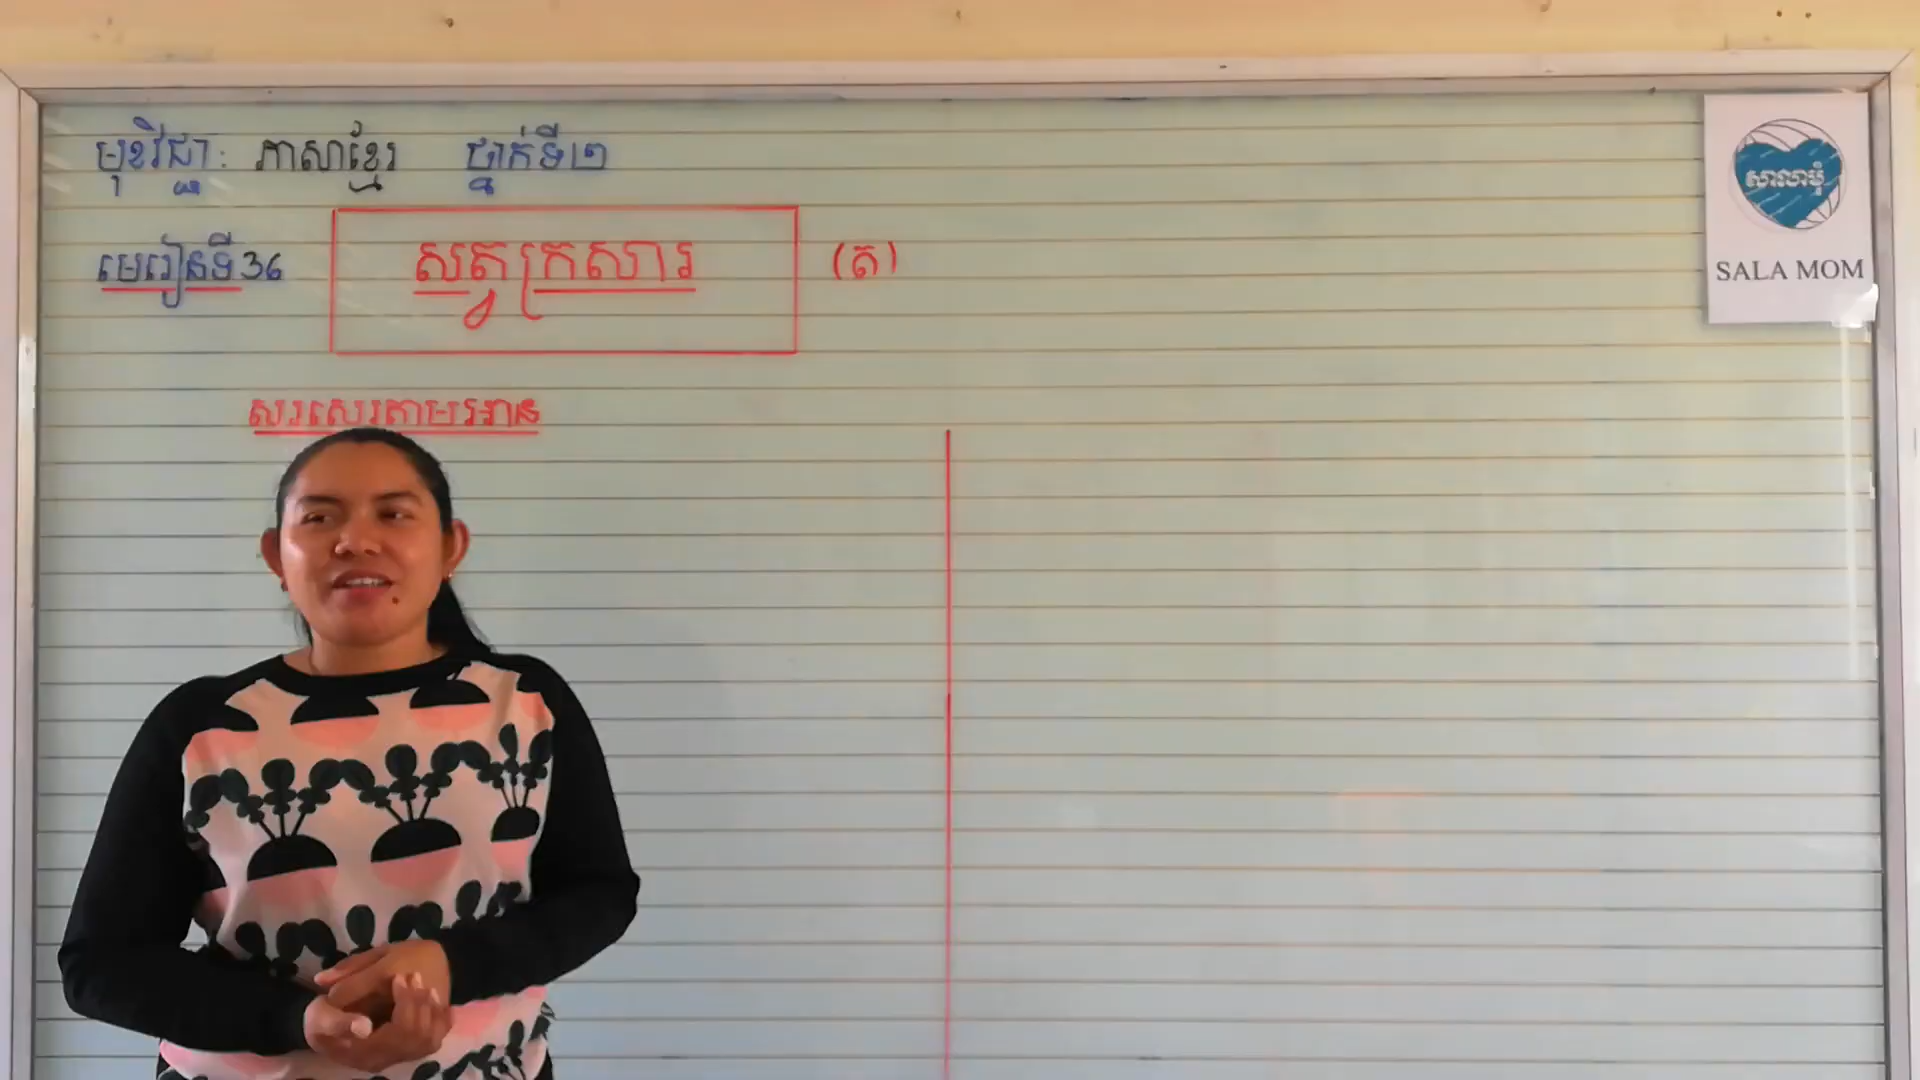 មុខវិជ្ជា: ភាសាខ្មែរ ថ្នាក់ទី២
មេរៀនទី36 សត្វក្រសារ (ត)
សរសេរតាមអាន
សាលាមុំ
SALA MOM